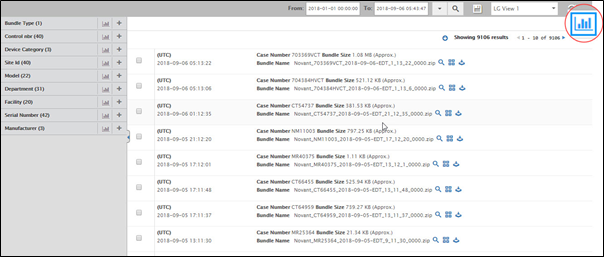 From: 2018-01-01 00:00:00 To: 2018-09-06 05:43:47 LG View 1
Bundle Type (1)
Control nbr (40)
Device Category (3)
Site Id (40)
Model (22)
Department (31)
Facility (20)
Serial Number (42)
Manufacturer (3)
Showing 9106 results 1 - 10 of 9106
(UTC) Case Number 703369VCT Bundle Size 1.08 MB (Approx.)
2018-09-06 05:13:22 Bundle Name Novant_703369VCT_2018-09-05-EDT_1_15_22_0000.zip
(UTC) Case Number 704384HVCT Bundle Size 521.12 KB (Approx.)
2018-09-06 05:13:06 Bundle Name Novant_704384HVCT_2018-09-05-EDT_1_13_6_0000.zip
(UTC) Case Number CT54737 Bundle Size 381.53 KB (Approx.)
2018-09-06 01:12:35 Bundle Name Novant_CT54737_2018-09-05-EDT_21_12_35_0000.zip
(UTC) Case Number NM11003 Bundle Size 797.25 KB (Approx.)
2018-09-05 21:12:20 Bundle Name Novant_NM11003_2018-09-05-EDT_17_12_20_0000.zip
(UTC) Case Number MR40375 Bundle Size 1.11 KB (Approx.)
2018-09-05 17:12:01 Bundle Name Novant_MR40375_2018-09-05-EDT_13_12_1_0000.zip
(UTC) Case Number CT66455 Bundle Size 525.94 KB (Approx.)
2018-09-05 17:11:48 Bundle Name Novant_CT66455_2018-09-05-EDT_13_11_48_0000.zip
(UTC) Case Number CT64959 Bundle Size 739.27 KB (Approx.)
2018-09-05 17:11:37 Bundle Name Novant_CT64959_2018-09-05-EDT_13_11_37_0000.zip
(UTC) Case Number MR25364 Bundle Size 21.34 KB (Approx.)
2018-09-05 13:11:30 Bundle Name Novant_MR25364_2018-09-05-EDT_9_11_30_0000.zip